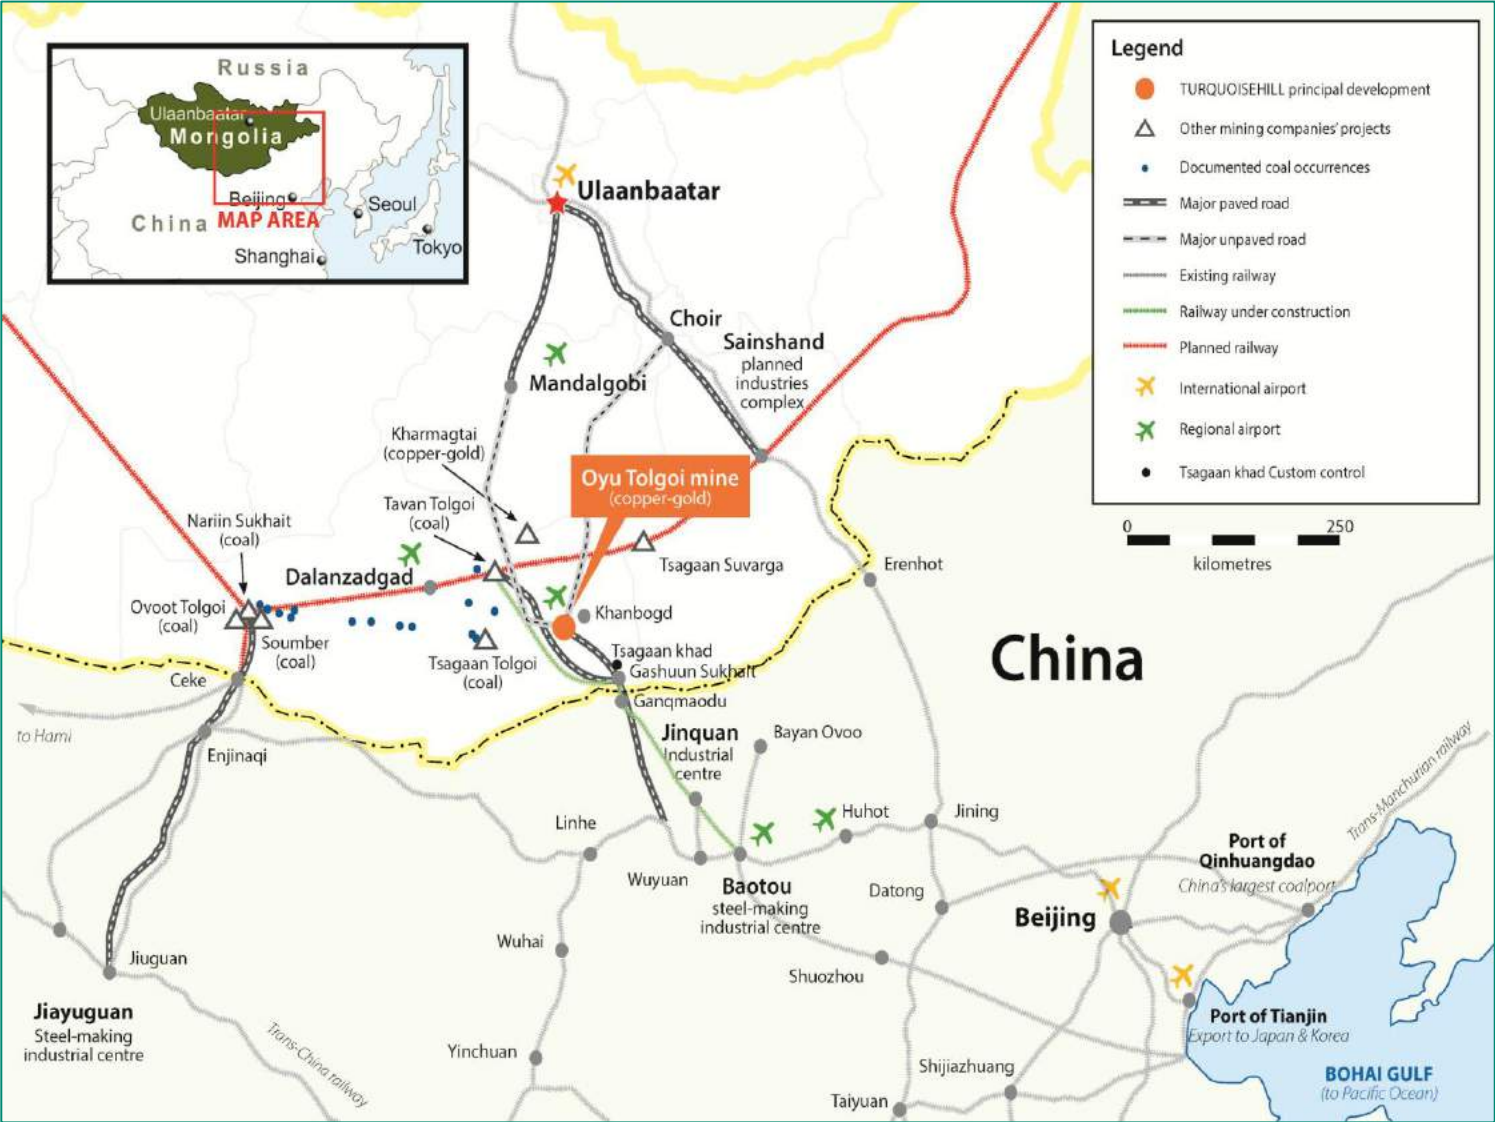 Russia
Ulaanbaatar
Mongolia
Beijing
Seoul
China
MAP AREA
Shanghai
Tokyo
Legend
TURQUOISEHILL principal development
Other mining companies' projects
Documented coal occurrences
Major paved road
Major unpaved road
Existing railway
Railway under construction
Planned railway
International airport
Regional airport
Tsagaan khad Custom control
0
250
kilometres
Ulaanbaatar
Choir
Sainshand
planned
industries
complex
Mandalgobi
Kharmagtai
(copper-gold)
Oyu Tolgoi mine
(copper-gold)
Tavan Tolgoi
(coal)
Nariin Sukhait
(coal)
Tsagaan Suvarga
Erenhot
Dalanzadgad
Ovoot Tolgoi
(coal)
Khanbogd
Soumber
(coal)
Tsagaan Tolgoi
(coal)
Tsagaan khad
Gashuun Sukhait
China
Ceke
Ganqmaodu
to Hami
Enjinaqi
Jinquan
Industrial
centre
Bayan Ovoo
Trans-Manchurian railway
Linhe
Huhot
Jining
Port of
Qinhuangdao
China's largest coalport
Wuyuan
Baotou
steel-making
industrial centre
Datong
Beijing
Wuhai
Jiuguan
Shuozhou
Jiayuguan
Steel-making
industrial centre
Port of Tianjin
Export to Japan & Korea
Trans-China railway
Yinchuan
Shijiazhuang
BOHAI GULF
(to Pacific Ocean)
Taiyuan